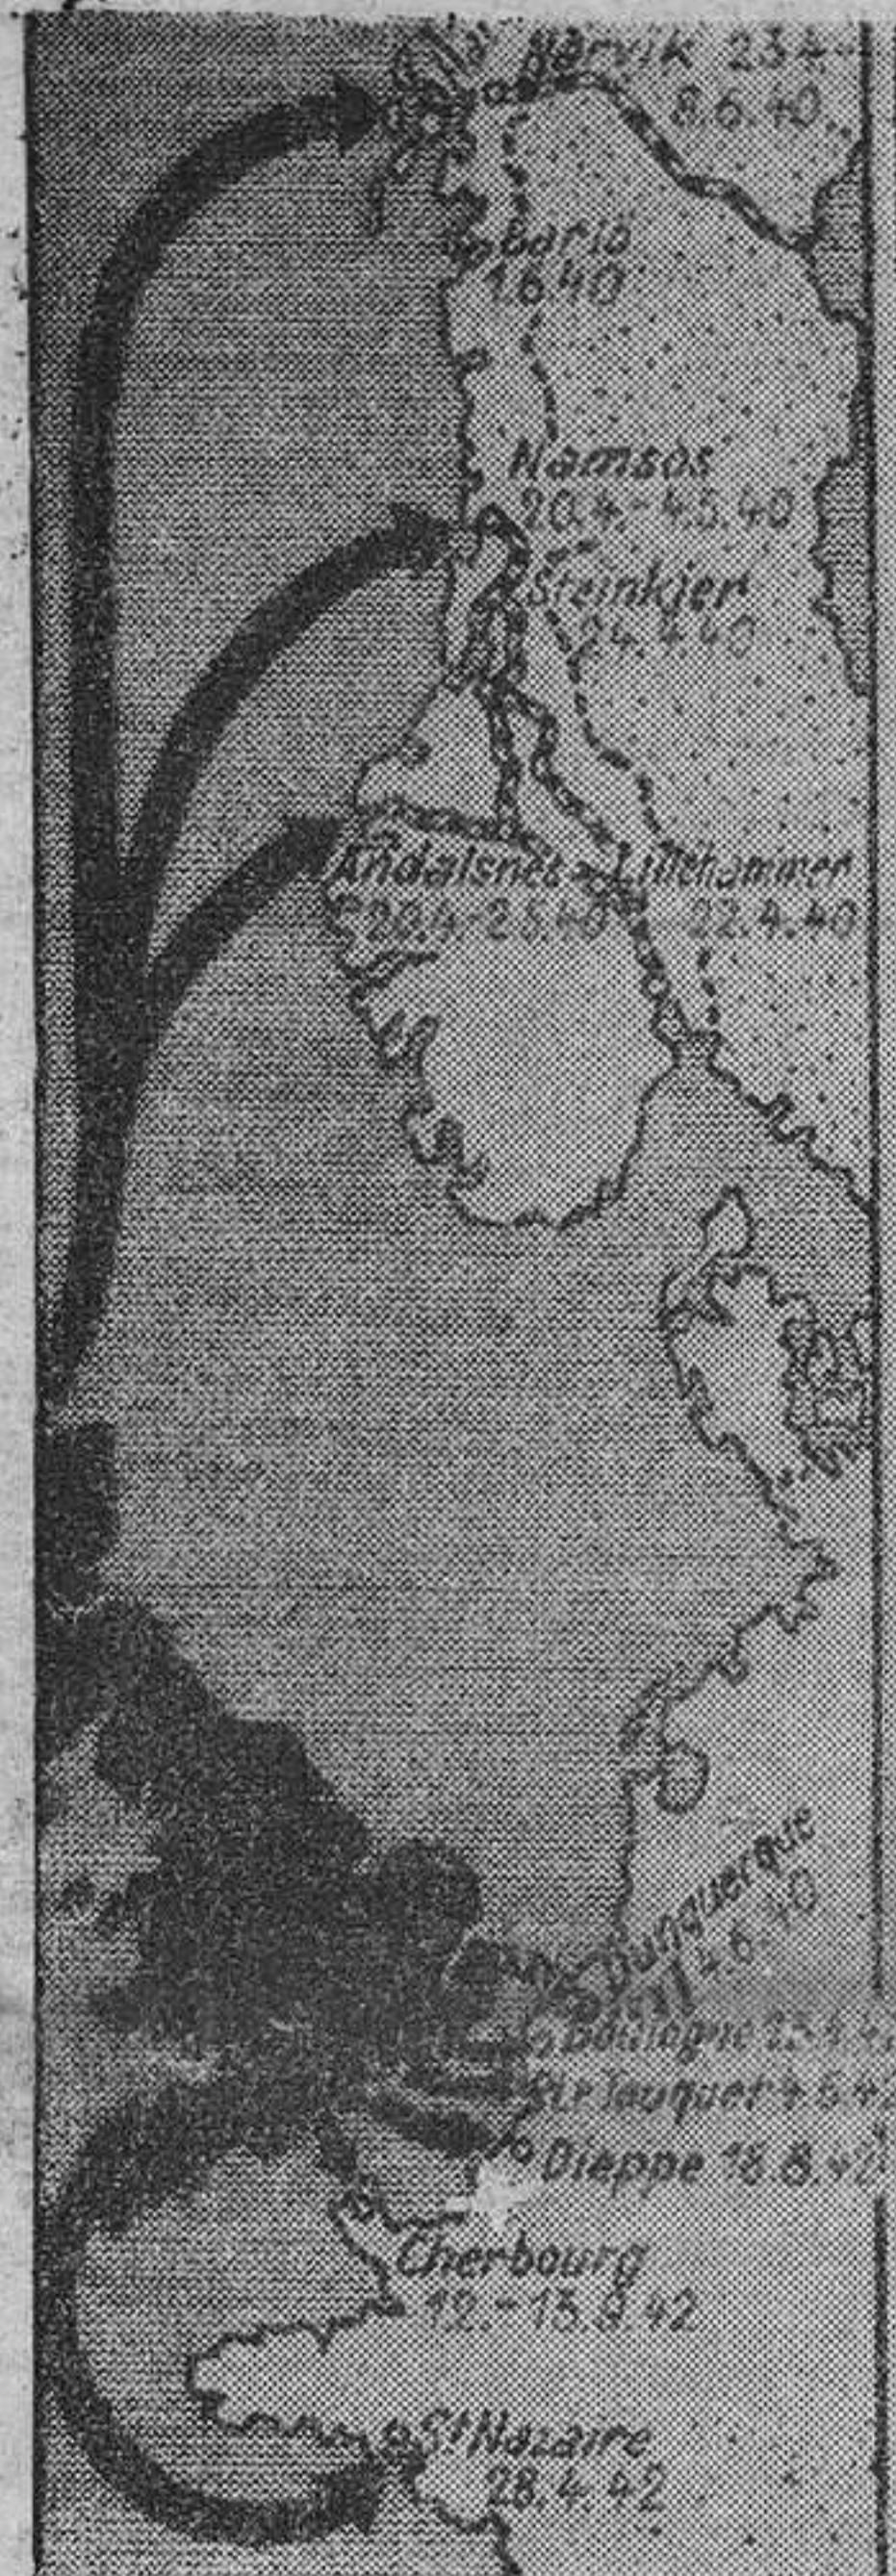 Narvik 23.4.-
8.6.40.
1.6.40
Namsos
20.4.-4.5.40
Steinkjer
24.4.40
Andalsnes Lillehammer
20.4.-2.5.40 22.4.40
Dunquerque
4.6.40
Boulogne
Dieppe 18.8.42
Cherbourg
12.-13.9.42
St Nazaire
28.4.42